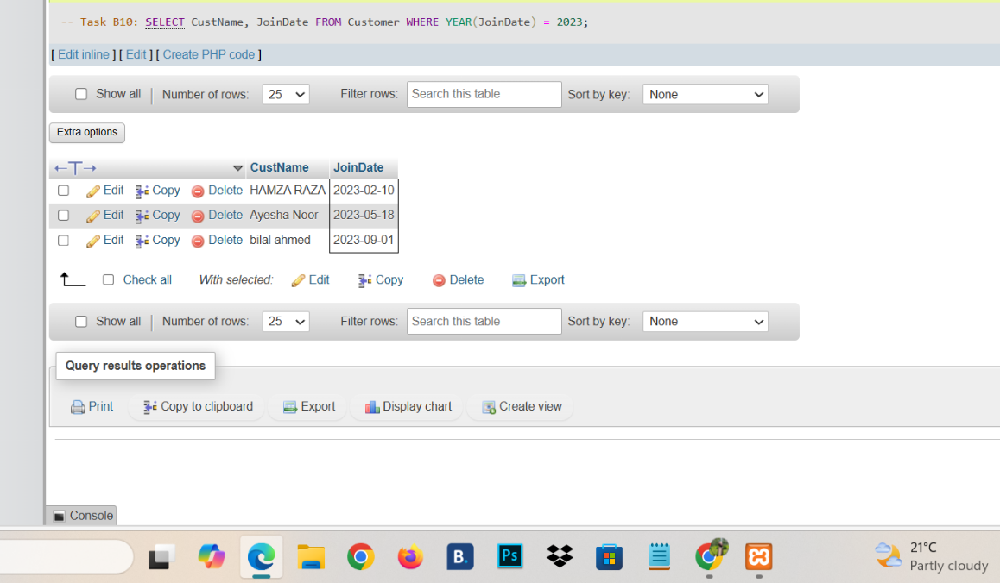 -- Task B10: SELECT CustName, JoinDate FROM Customer WHERE YEAR(JoinDate) = 2023;
[ Edit inline ] [ Edit ] [ Create PHP code ]
Show all | Number of rows: 25 Filter rows: Search this table Sort by key: None
Extra options
←T→ CustName JoinDate
Edit Copy Delete HAMZA RAZA 2023-02-10
Edit Copy Delete Ayesha Noor 2023-05-18
Edit Copy Delete bilal ahmed 2023-09-01
Check all With selected: Edit Copy Delete Export
Show all | Number of rows: 25 Filter rows: Search this table Sort by key: None
Query results operations
Print Copy to clipboard Export Display chart Create view
Console
B. Ps
21°C
Partly cloudy